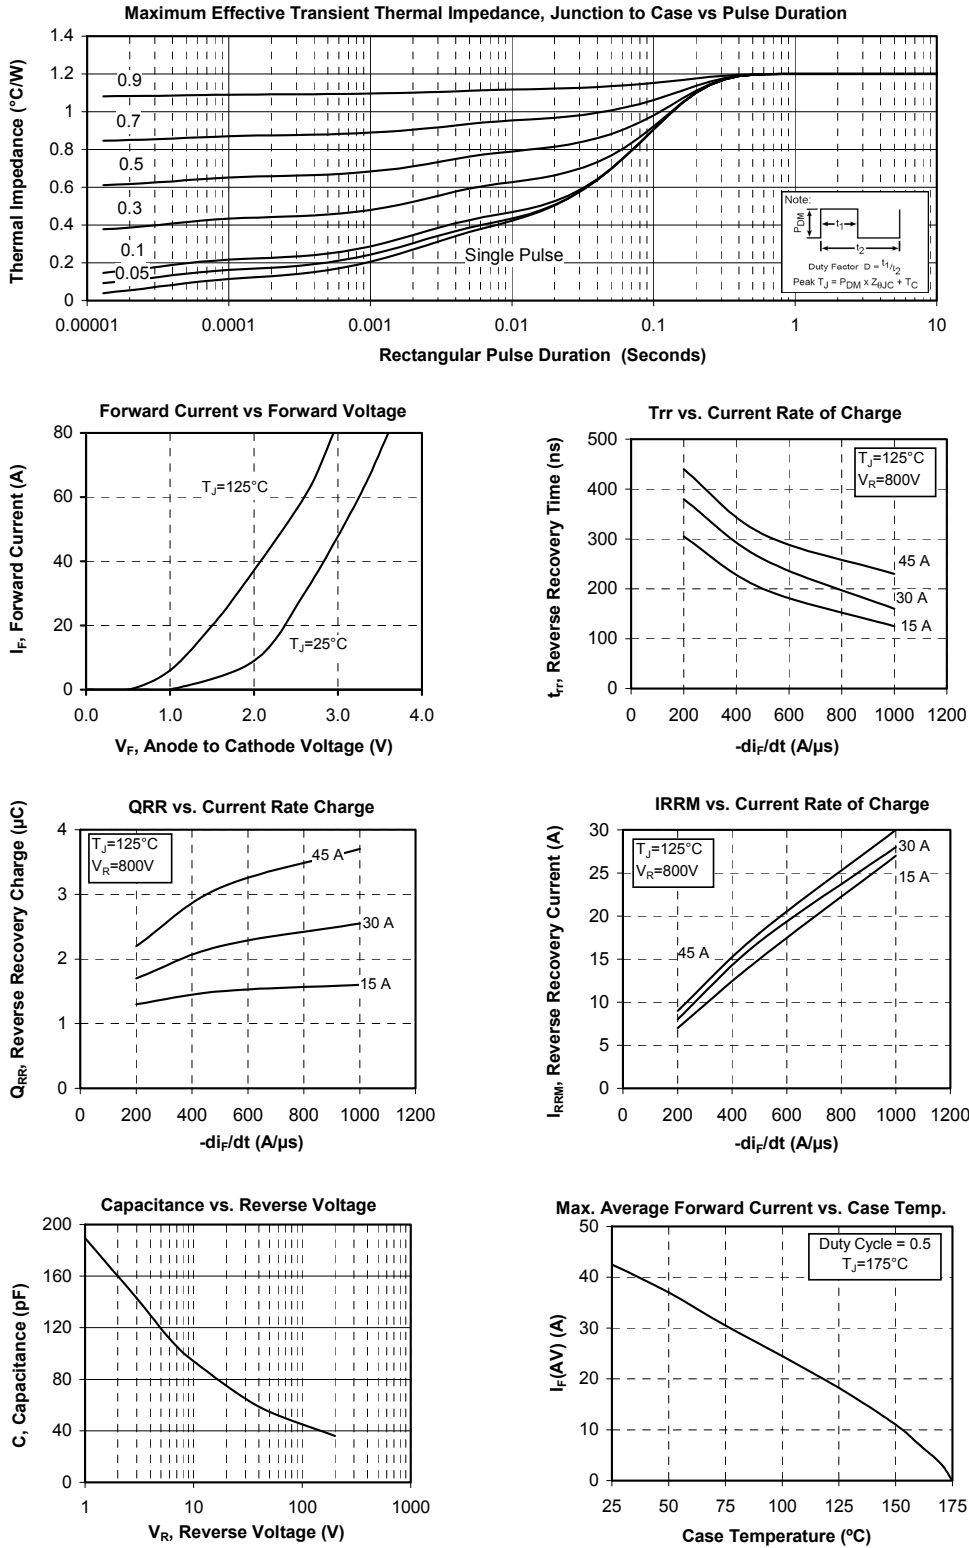 Maximum Effective Transient Thermal Impedance, Junction to Case vs Pulse Duration
Thermal Impedance (°C/W)
1.4
1.2
1
0.8
0.6
0.4
0.2
0
0.9
0.7
0.5
0.3
0.1
0.05
Single Pulse
Note:
PDM
t1
t2
Duty Factor D = t1/t2
Peak TJ = PDM x ZθJC + TC
0.00001
0.0001
0.001
0.01
0.1
1
10
Rectangular Pulse Duration (Seconds)
Forward Current vs Forward Voltage
IF, Forward Current (A)
80
60
40
20
0
TJ=125°C
TJ=25°C
0.0
1.0
2.0
3.0
4.0
VF, Anode to Cathode Voltage (V)
Trr vs. Current Rate of Charge
trr, Reverse Recovery Time (ns)
500
400
300
200
100
0
TJ=125°C
VR=800V
45 A
30 A
15 A
0
200
400
600
800
1000
1200
-diF/dt (A/µs)
QRR vs. Current Rate Charge
QRR, Reverse Recovery Charge (µC)
4
3
2
1
0
TJ=125°C
VR=800V
45 A
30 A
15 A
0
200
400
600
800
1000
1200
-diF/dt (A/µs)
IRRM vs. Current Rate of Charge
IRRM, Reverse Recovery Current (A)
30
25
20
15
10
5
0
TJ=125°C
VR=800V
30 A
15 A
45 A
0
200
400
600
800
1000
1200
-diF/dt (A/µs)
Capacitance vs. Reverse Voltage
C, Capacitance (pF)
200
160
120
80
40
0
1
10
100
1000
VR, Reverse Voltage (V)
Max. Average Forward Current vs. Case Temp.
IF(AV) (A)
50
40
30
20
10
0
Duty Cycle = 0.5
TJ=175°C
25
50
75
100
125
150
175
Case Temperature (ºC)